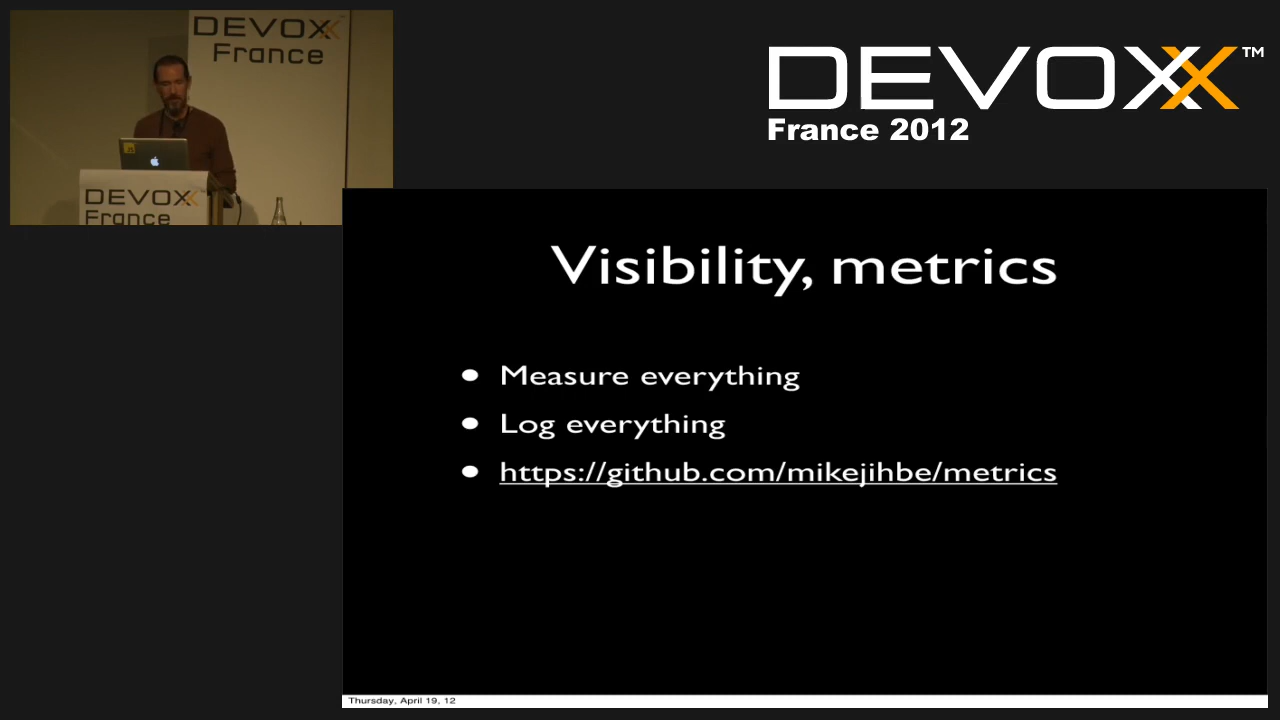 DEVOXX™
France
DEVOXX
France
DEVOXX™
France 2012
Visibility, metrics
• Measure everything
• Log everything
• https://github.com/mikejihbe/metrics
Thursday, April 19, 12